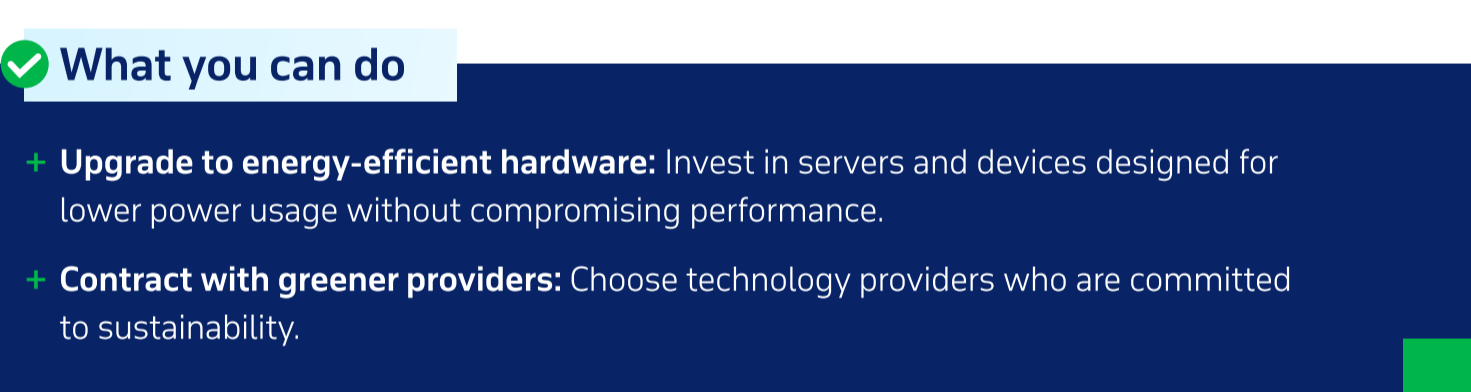 What you can do
+ Upgrade to energy-efficient hardware: Invest in servers and devices designed for
lower power usage without compromising performance.
+ Contract with greener providers: Choose technology providers who are committed
to sustainability.